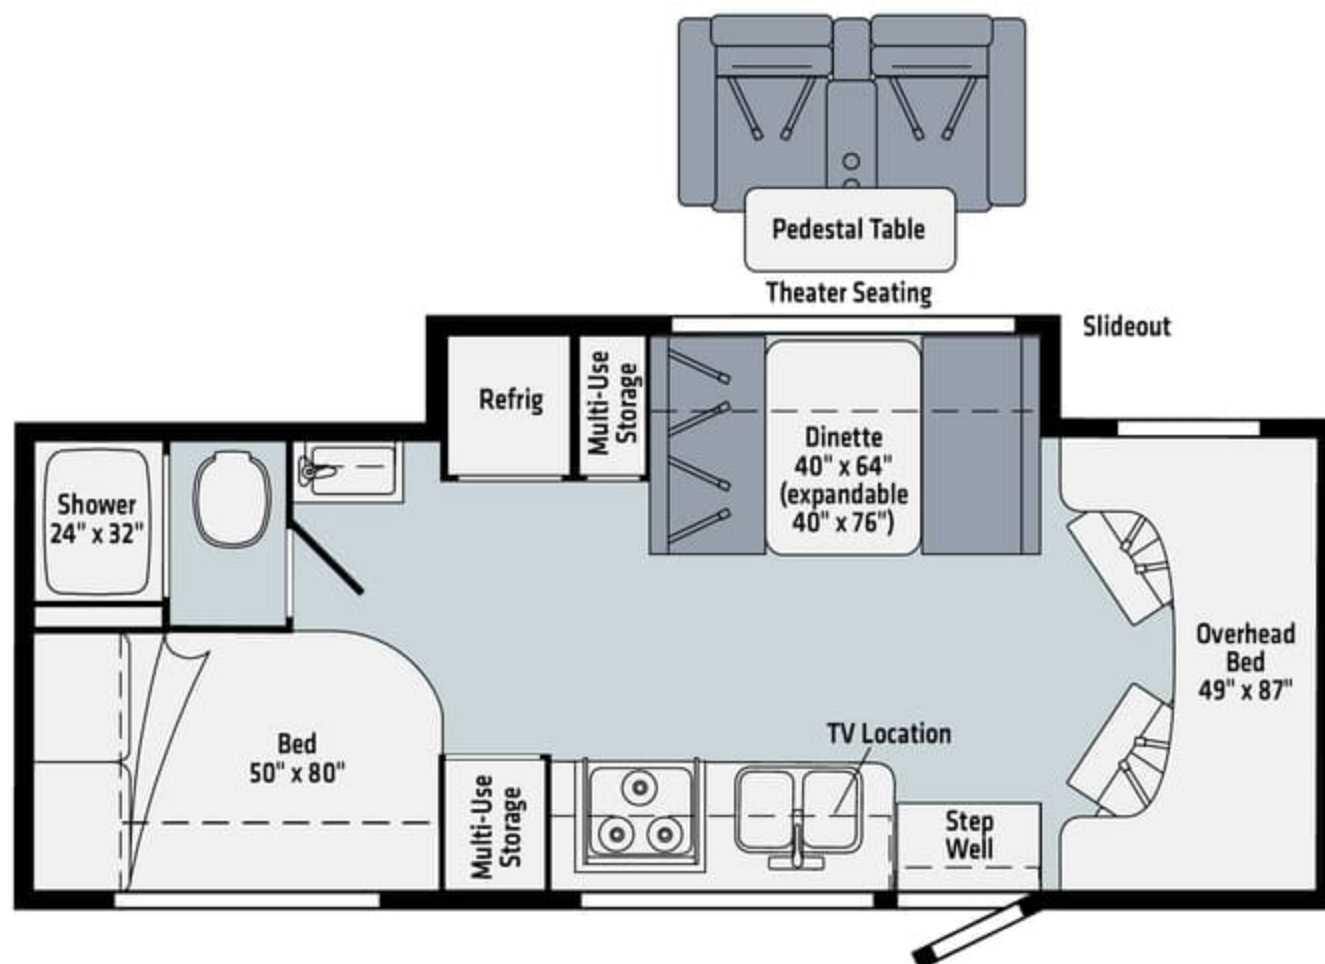 Pedestal Table
Theater Seating
Slideout
Refrig
Multi-Use
Storage
Dinette
40" x 64"
(expandable
40" x 76")
Shower
24" x 32"
Overhead
Bed
49" x 87"
Bed
50" x 80"
TV Location
Multi-Use
Storage
Step
Well